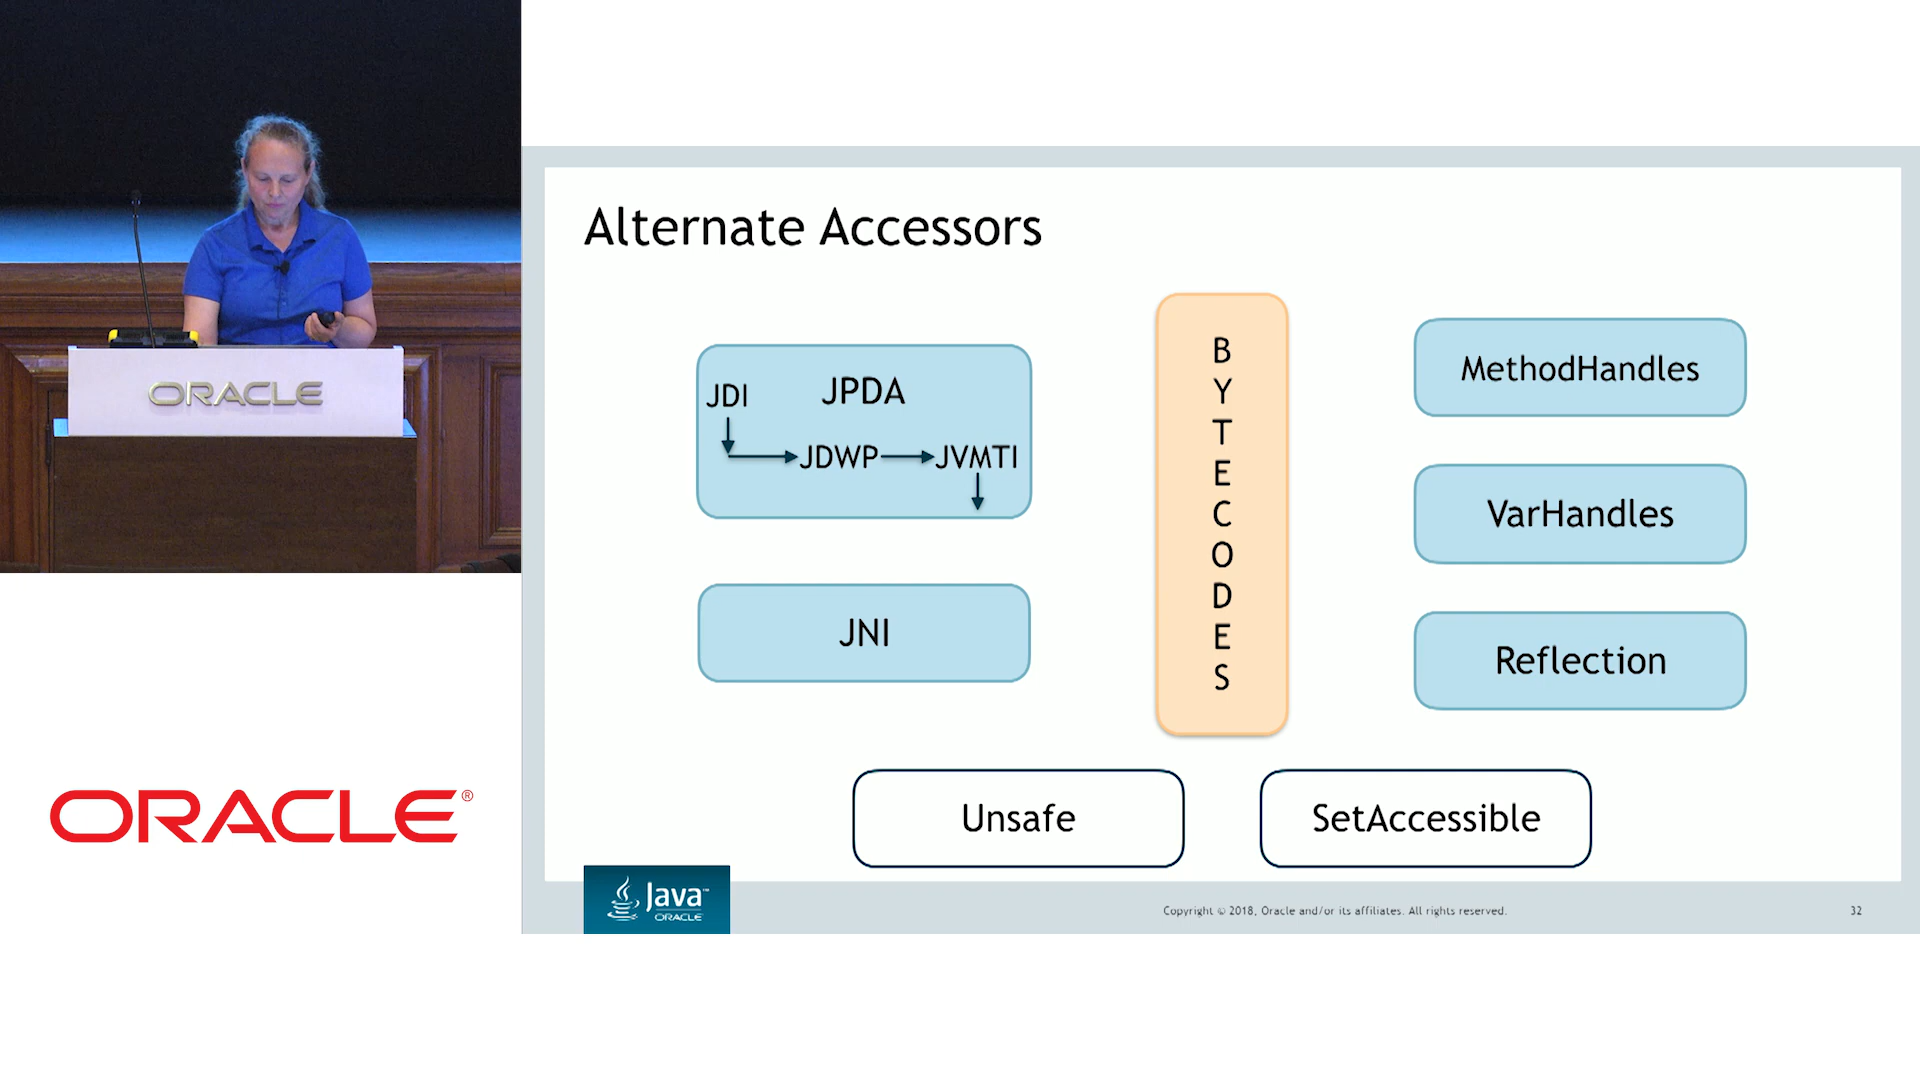 ORACLE
ORACLE®
Alternate Accessors
JDI
JPDA
JDWP
JVMTI
JNI
B
Y
T
E
C
O
D
E
S
MethodHandles
VarHandles
Reflection
Unsafe
SetAccessible
Java™
ORACLE
Copyright © 2018, Oracle and/or its affiliates. All rights reserved.
32